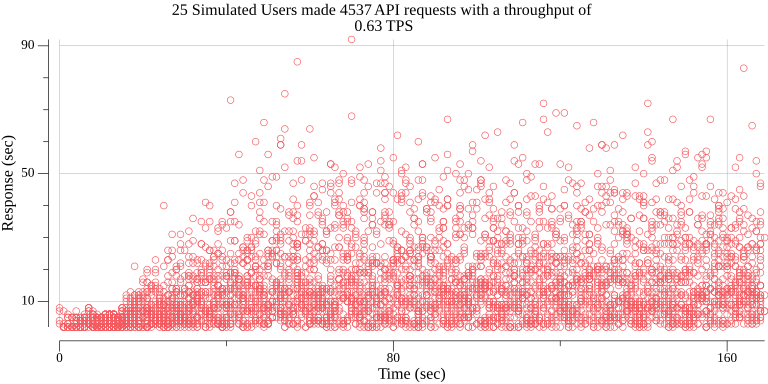 25 Simulated Users made 4537 API requests with a throughput of
0.63 TPS
90
50
10
Response (sec)
0
80
160
Time (sec)